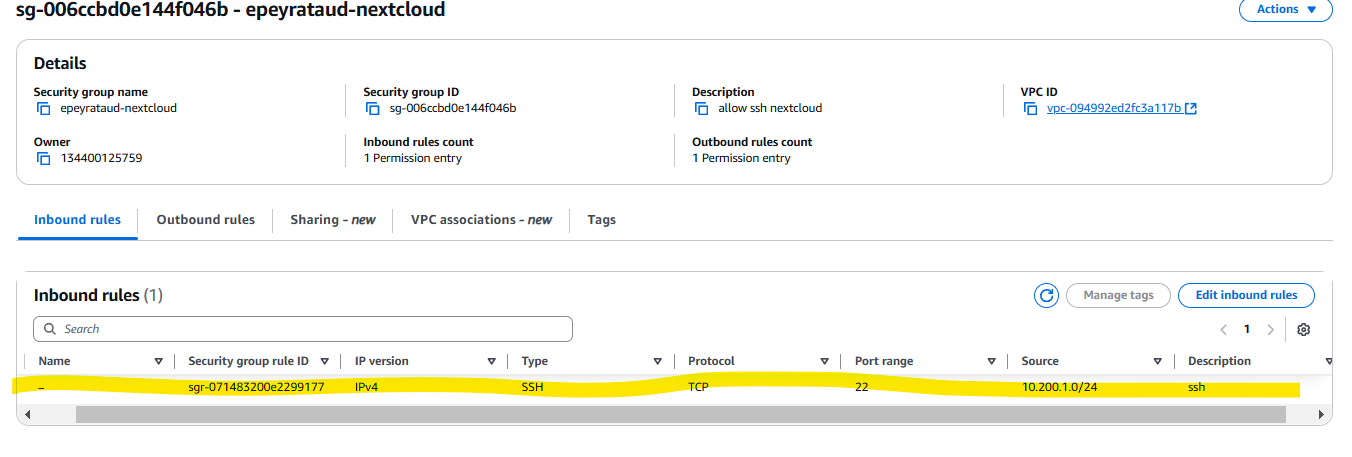 sg-006ccbd0e144f046b - epeyrataud-nextcloud
Actions
Details
Security group name
epeyrataud-nextcloud
Security group ID
sg-006ccbd0e144f046b
Description
allow ssh nextcloud
VPC ID
vpc-094992ed2fc3a117b
Owner
134400125759
Inbound rules count
1 Permission entry
Outbound rules count
1 Permission entry
Inbound rules Outbound rules Sharing - new VPC associations - new Tags
Inbound rules (1)
Manage tags
Edit inbound rules
Search
1
Name Security group rule ID IP version Type Protocol Port range Source Description
– sgr-071483200e2299177 IPv4 SSH TCP 22 10.200.1.0/24 ssh